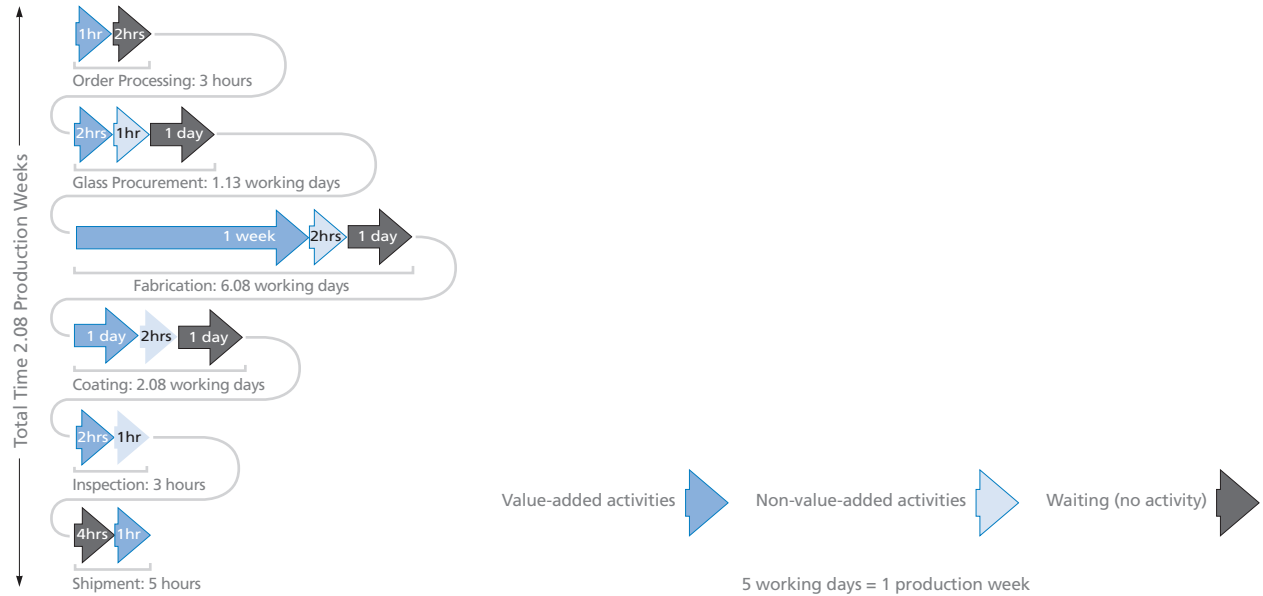 Total Time 2.08 Production Weeks
1hr 2hrs
Order Processing: 3 hours
2hrs 1hr 1 day
Glass Procurement: 1.13 working days
1 week 2hrs 1 day
Fabrication: 6.08 working days
1 day 2hrs 1 day
Coating: 2.08 working days
2hrs 1hr
Inspection: 3 hours
4hrs 1hr
Shipment: 5 hours
Value-added activities
Non-value-added activities
Waiting (no activity)
5 working days = 1 production week